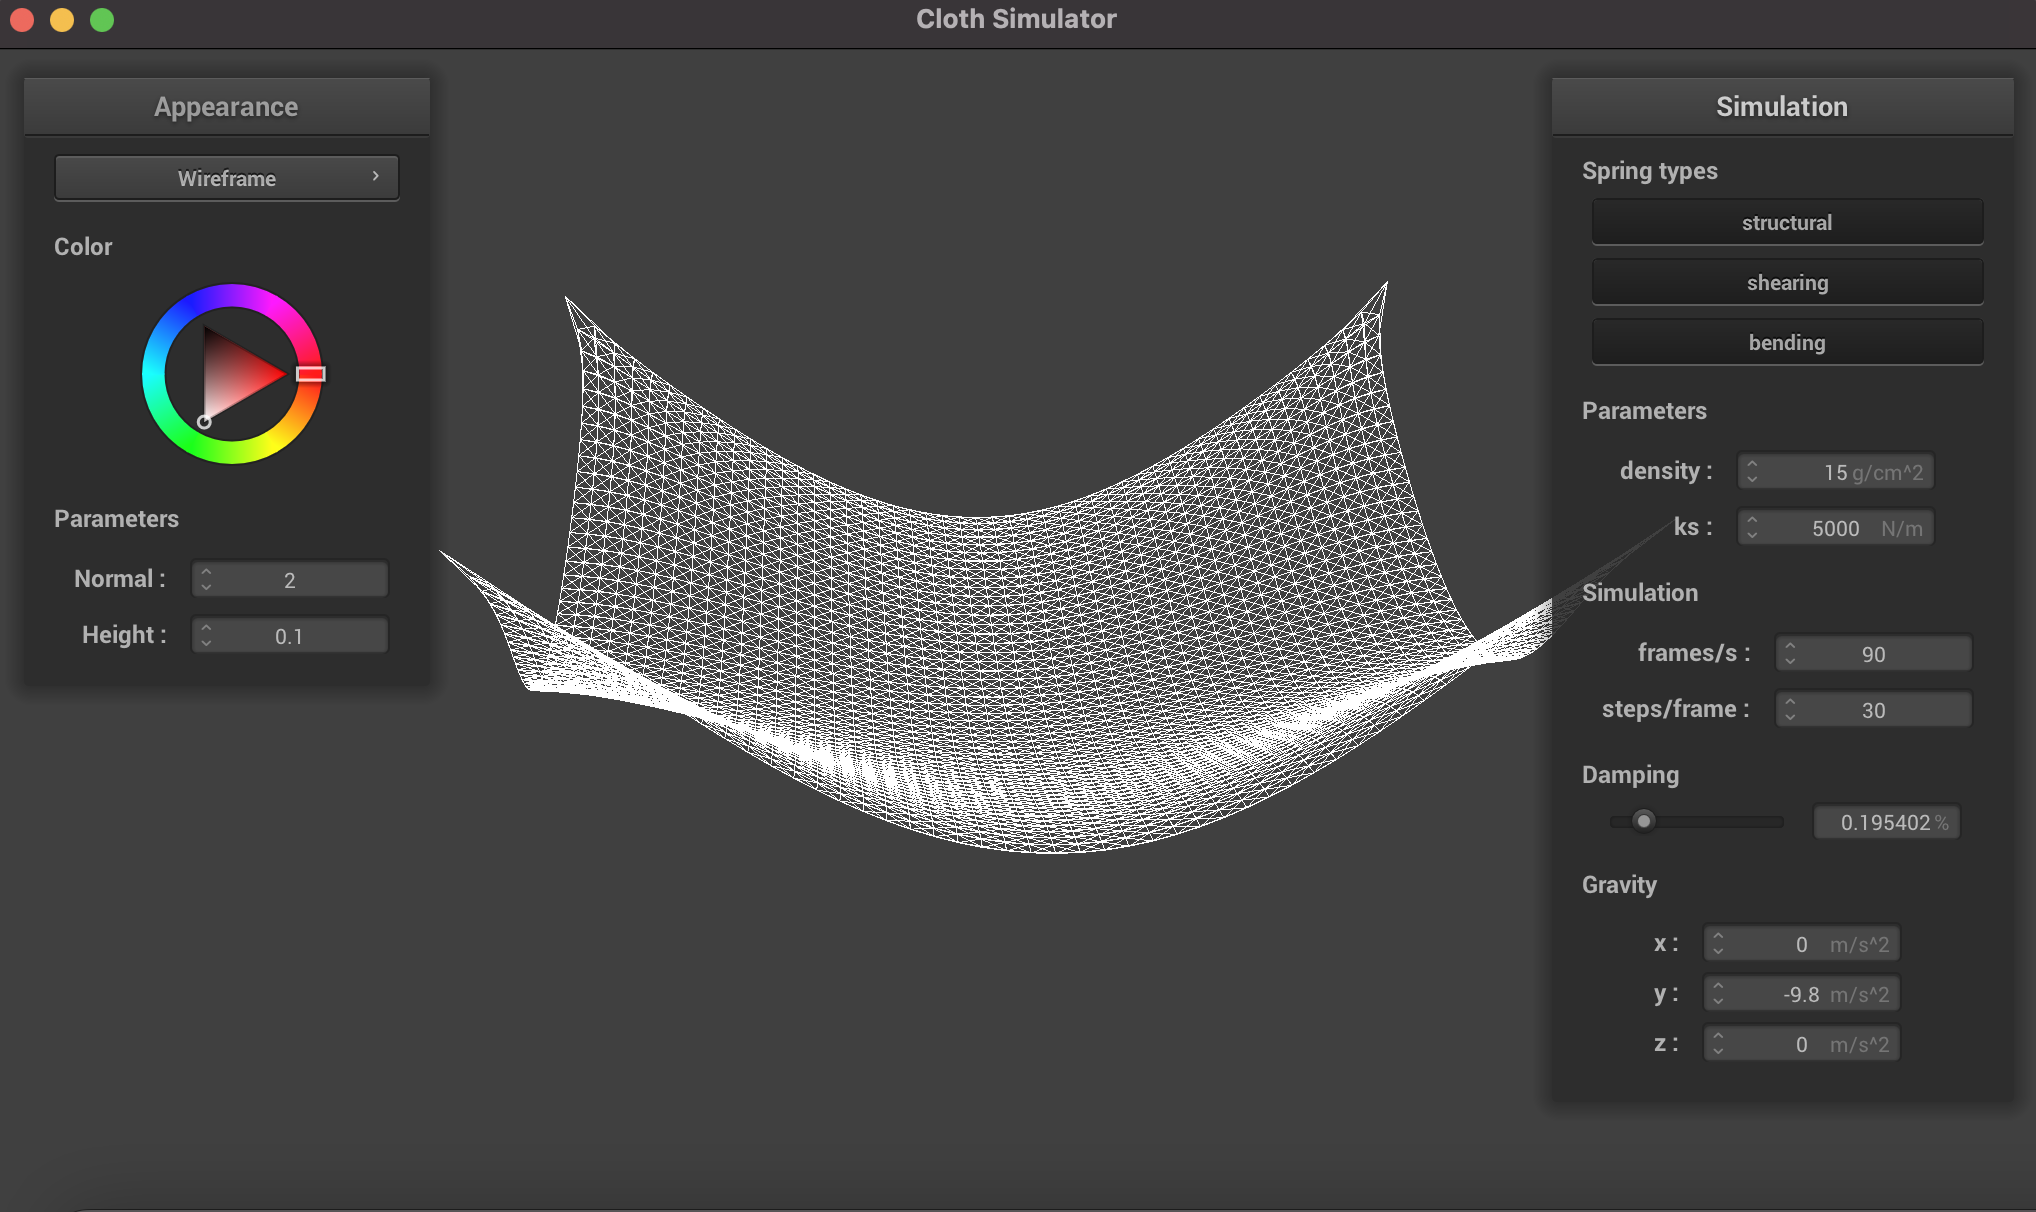 Cloth Simulator
Appearance
Wireframe
Color
Parameters
Normal : 2
Height : 0.1
Simulation
Spring types
structural
shearing
bending
Parameters
density : 15 g/cm^2
ks : 5000 N/m
Simulation
frames/s : 90
steps/frame : 30
Damping
0.195402 %
Gravity
x : 0 m/s^2
y : -9.8 m/s^2
z : 0 m/s^2